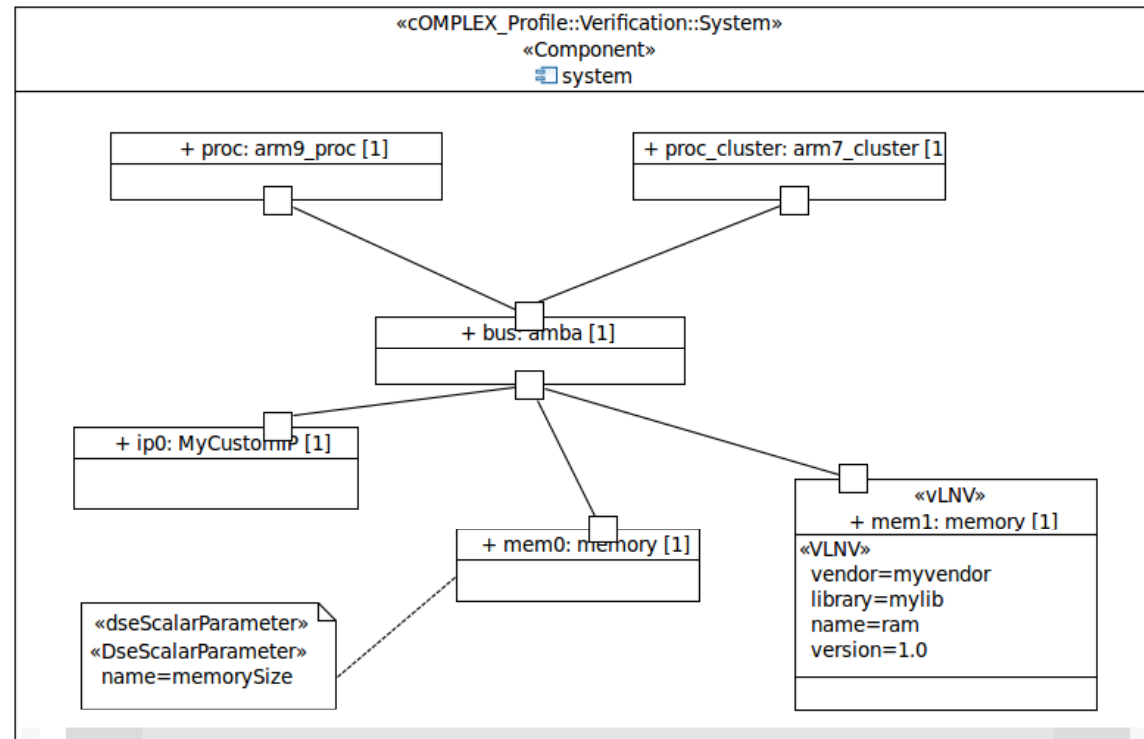 «cOMPLEX_Profile::Verification::System»
«Component»
system
+ proc: arm9_proc [1]
+ proc_cluster: arm7_cluster [1
+ bus: amba [1]
+ ip0: MyCustomIP [1]
+ mem0: memory [1]
«vLNV»
+ mem1: memory [1]
«VLNV»
vendor=myvendor
library=mylib
name=ram
version=1.0
«dseScalarParameter»
«DseScalarParameter»
name=memorySize